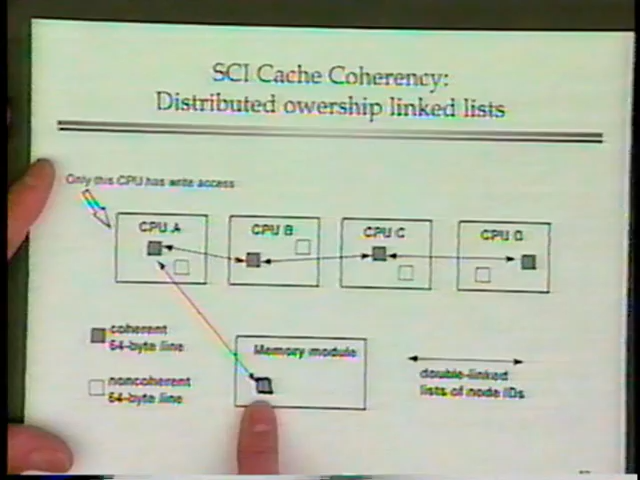 SCI Cache Coherency:
Distributed owership linked lists
Only this CPU has write access
CPU A
CPU B
CPU C
CPU D
coherent
64-byte line
Memory module
noncoherent
64-byte line
double-linked
lists of node IDs